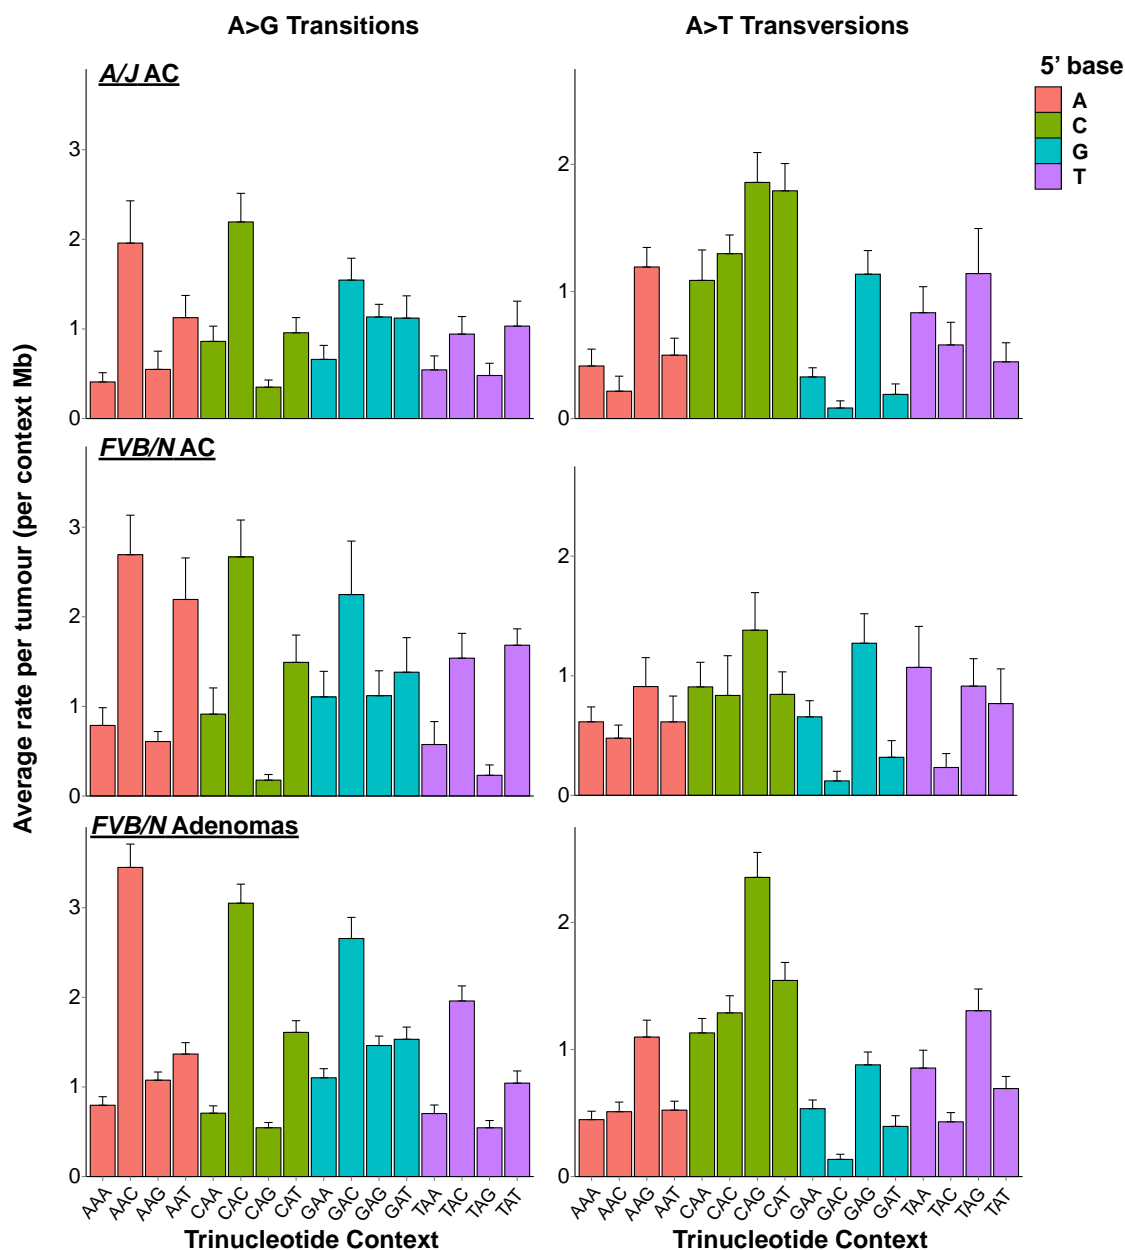 A>G Transitions
A>T Transversions
5' base
A
C
G
T
A/J AC
3
2
1
0
2
1
0
FVB/N AC
3
2
1
0
2
1
0
FVB/N Adenomas
3
2
1
0
2
1
0
Average rate per tumour (per context Mb)
AAA AAC AAG AAT CAA CAC CAG CAT GAA GAC GAG GAT TAA TAC TAG TAT
AAA AAC AAG AAT CAA CAC CAG CAT GAA GAC GAG GAT TAA TAC TAG TAT
Trinucleotide Context
Trinucleotide Context